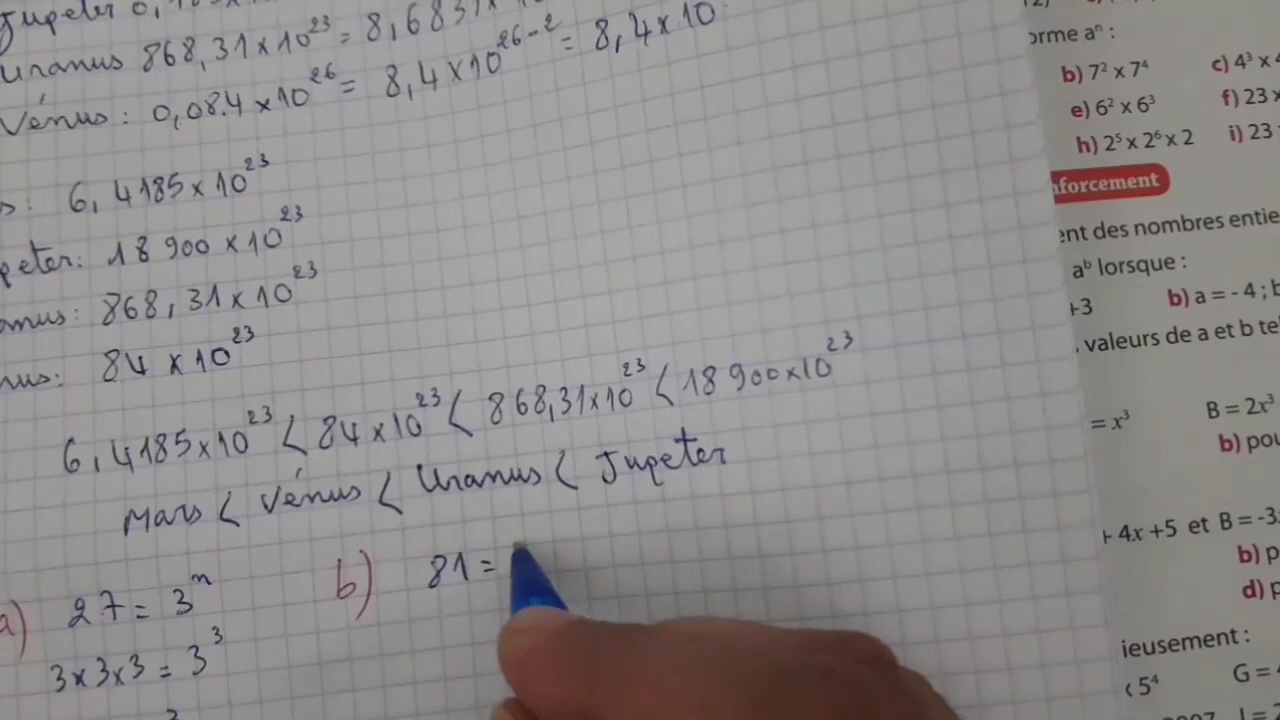 Jupeter 0,
Uranus 868,31×10²³ = 8,6831×
Vénus : 0,084×10²⁶ = 8,4×10²⁶⁻² = 8,4×10
s : 6,4185×10²³
peter : 18 900×10²³
anus : 868,31×10²³
nus : 84×10²³
6,4185×10²³ < 84×10²³ < 868,31×10²³ < 18 900×10²³
Mars < Vénus < Uranus < Jupeter
a) 27 = 3ⁿ
3×3×3 = 3³
b) 81 =
orme aⁿ :
b) 7² x 7⁴ c) 4³ x 4
e) 6² x 6³ f) 23 x
h) 2⁵ x 2⁶ x 2 i) 23
nforcement
ent des nombres entie
aᵇ lorsque :
+3 b) a = - 4 ; b
. valeurs de a et b te
= x³ B = 2x³
b) pou
+ 4x +5 et B = -3
b) p
d) p
ieusement :
x 5⁴ G =